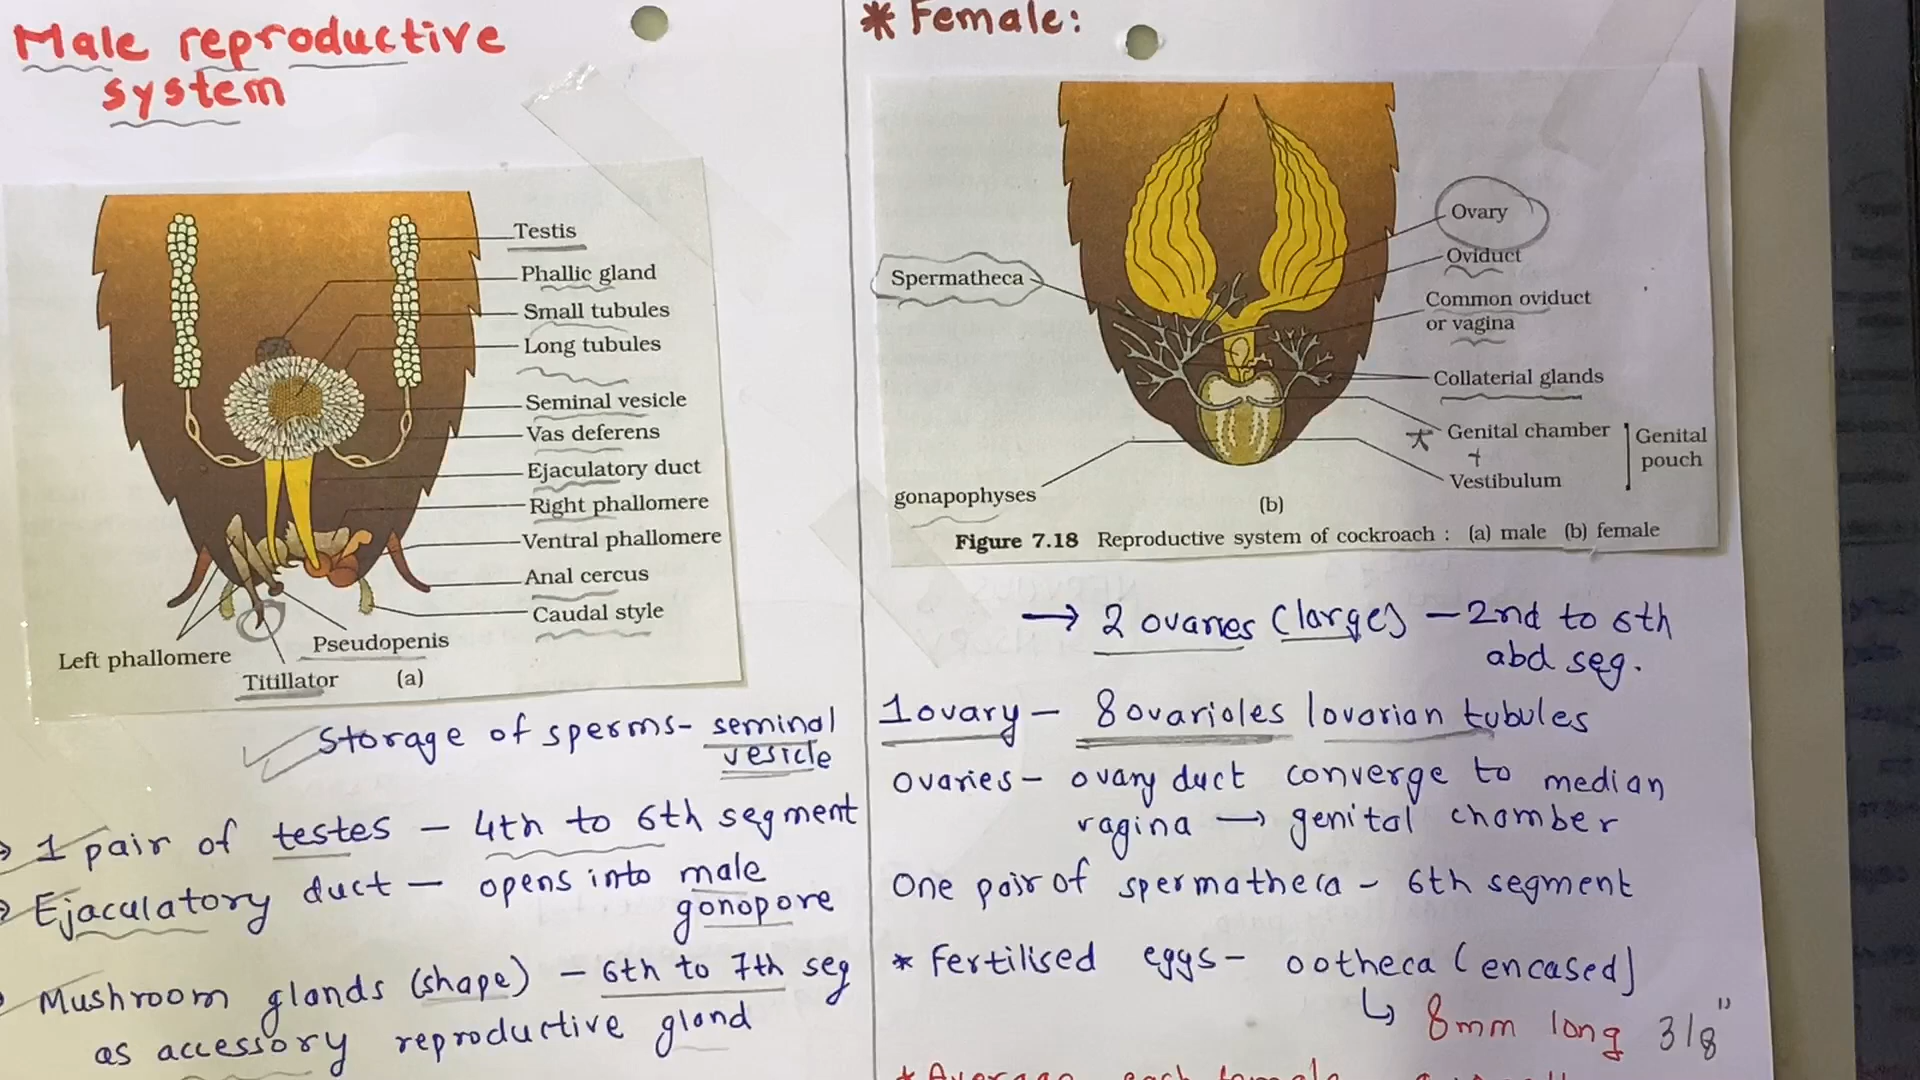 Male reproductive
system
Testis
Phallic gland
Small tubules
Long tubules
Seminal vesicle
Vas deferens
Ejaculatory duct
Right phallomere
Ventral phallomere
Anal cercus
Caudal style
Pseudopenis
Left phallomere
Titillator
(a)
Storage of sperms- seminal
vesicle
1 pair of testes - 4th to 6th segment
Ejaculatory duct - opens into male
gonopore
Mushroom glands (shape) - 6th to 7th seg
as accessory reproductive gland
* Female:
Ovary
Oviduct
Spermatheca
Common oviduct
or vagina
Collaterial glands
Genital chamber
+
Vestibulum
Genital
pouch
gonapophyses
(b)
Figure 7.18 Reproductive system of cockroach : (a) male (b) female
→ 2 ovaries (large) - 2nd to 6th
abd seg.
1 ovary - 8 ovarioles / ovarian tubules
ovaries - ovary duct converge to median
vagina → genital chamber
One pair of spermatheca - 6th segment
* Fertilised eggs - ootheca (encased)
↳ 8mm long 3/8"